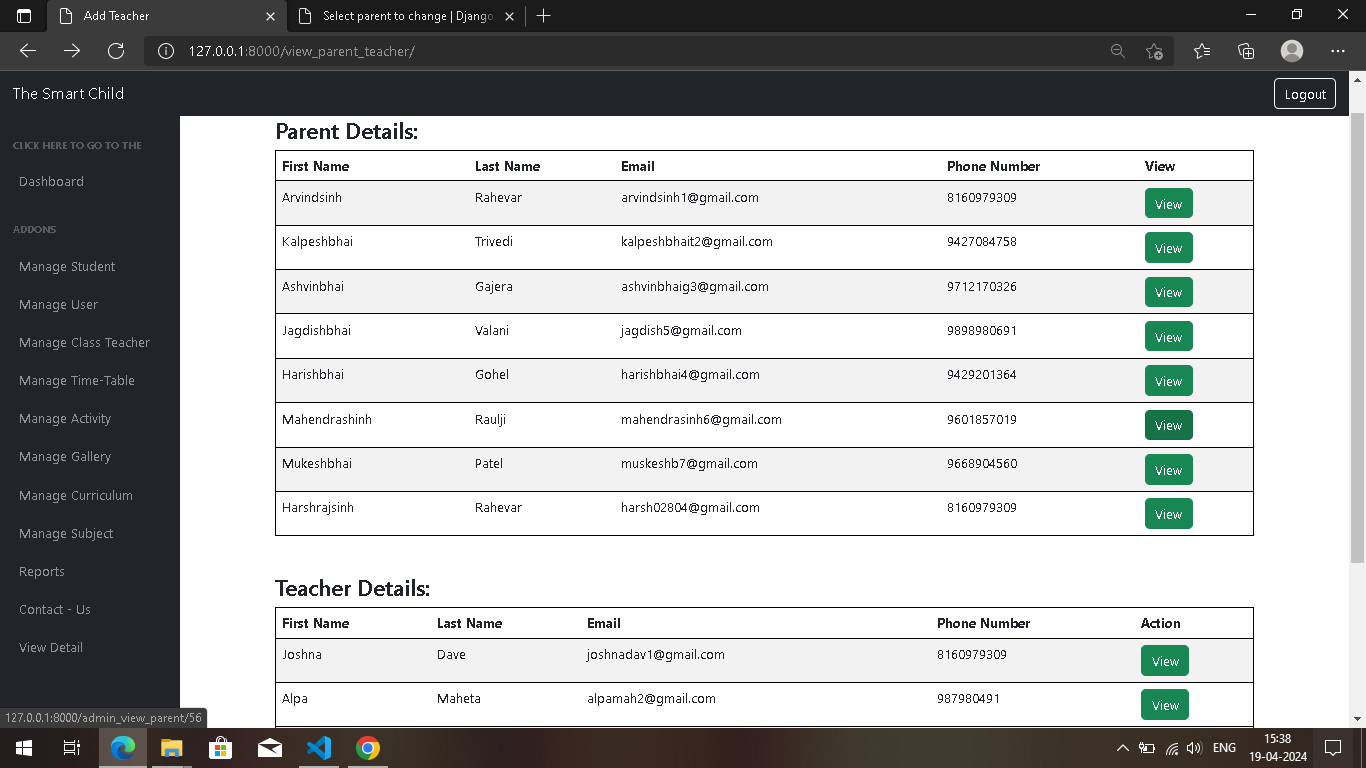 Add Teacher
Select parent to change | Django
127.0.0.1:8000/view_parent_teacher/
The Smart Child
Logout
CLICK HERE TO GO TO THE
Dashboard
ADDONS
Manage Student
Manage User
Manage Class Teacher
Manage Time-Table
Manage Activity
Manage Gallery
Manage Curriculum
Manage Subject
Reports
Contact - Us
View Detail
Parent Details:
First Name Last Name Email Phone Number View
Arvindsinh Rahevar arvindsinh1@gmail.com 8160979309 View
Kalpeshbhai Trivedi kalpeshbhait2@gmail.com 9427084758 View
Ashvinbhai Gajera ashvinbhaig3@gmail.com 9712170326 View
Jagdishbhai Valani jagdish5@gmail.com 9898980691 View
Harishbhai Gohel harishbhai4@gmail.com 9429201364 View
Mahendrashinh Raulji mahendrasinh6@gmail.com 9601857019 View
Mukeshbhai Patel muskeshb7@gmail.com 9668904560 View
Harshrajsinh Rahevar harsh02804@gmail.com 8160979309 View
Teacher Details:
First Name Last Name Email Phone Number Action
Joshna Dave joshnadav1@gmail.com 8160979309 View
Alpa Maheta alpamah2@gmail.com 987980491 View
127.0.0.1:8000/admin_view_parent/56
ENG
15:38
19-04-2024